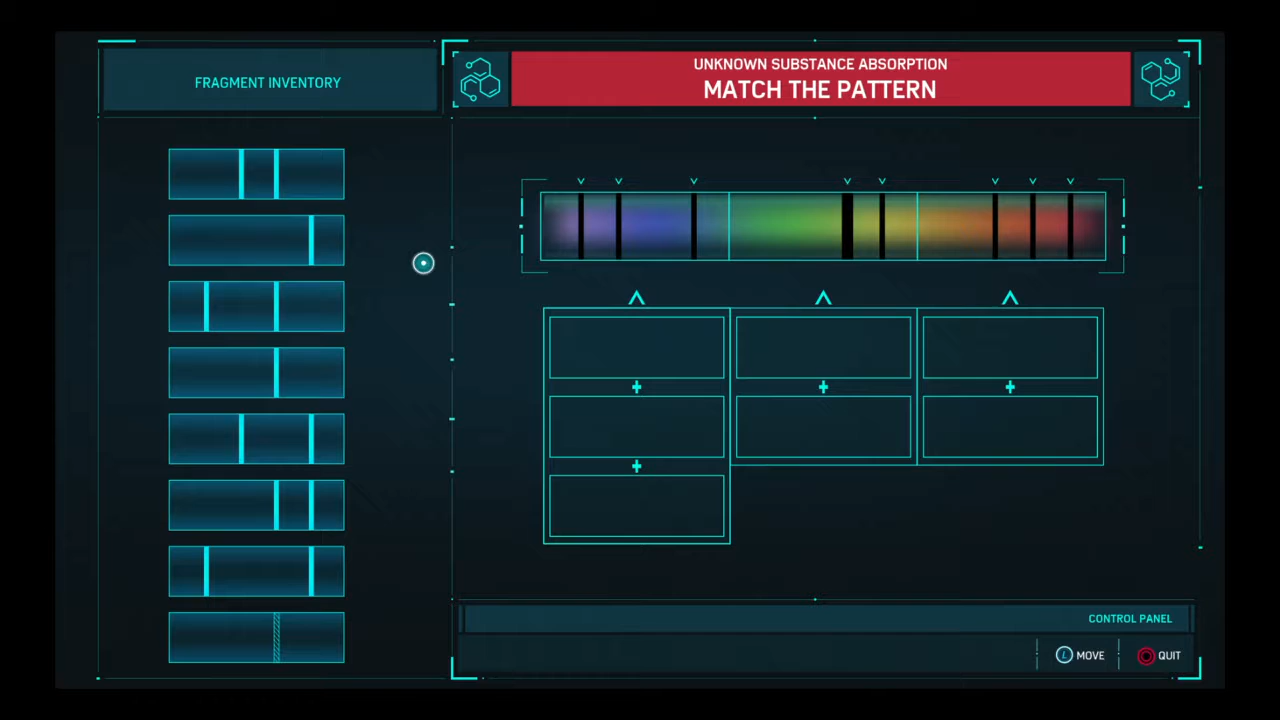 FRAGMENT INVENTORY
UNKNOWN SUBSTANCE ABSORPTION
MATCH THE PATTERN
CONTROL PANEL
L MOVE
QUIT